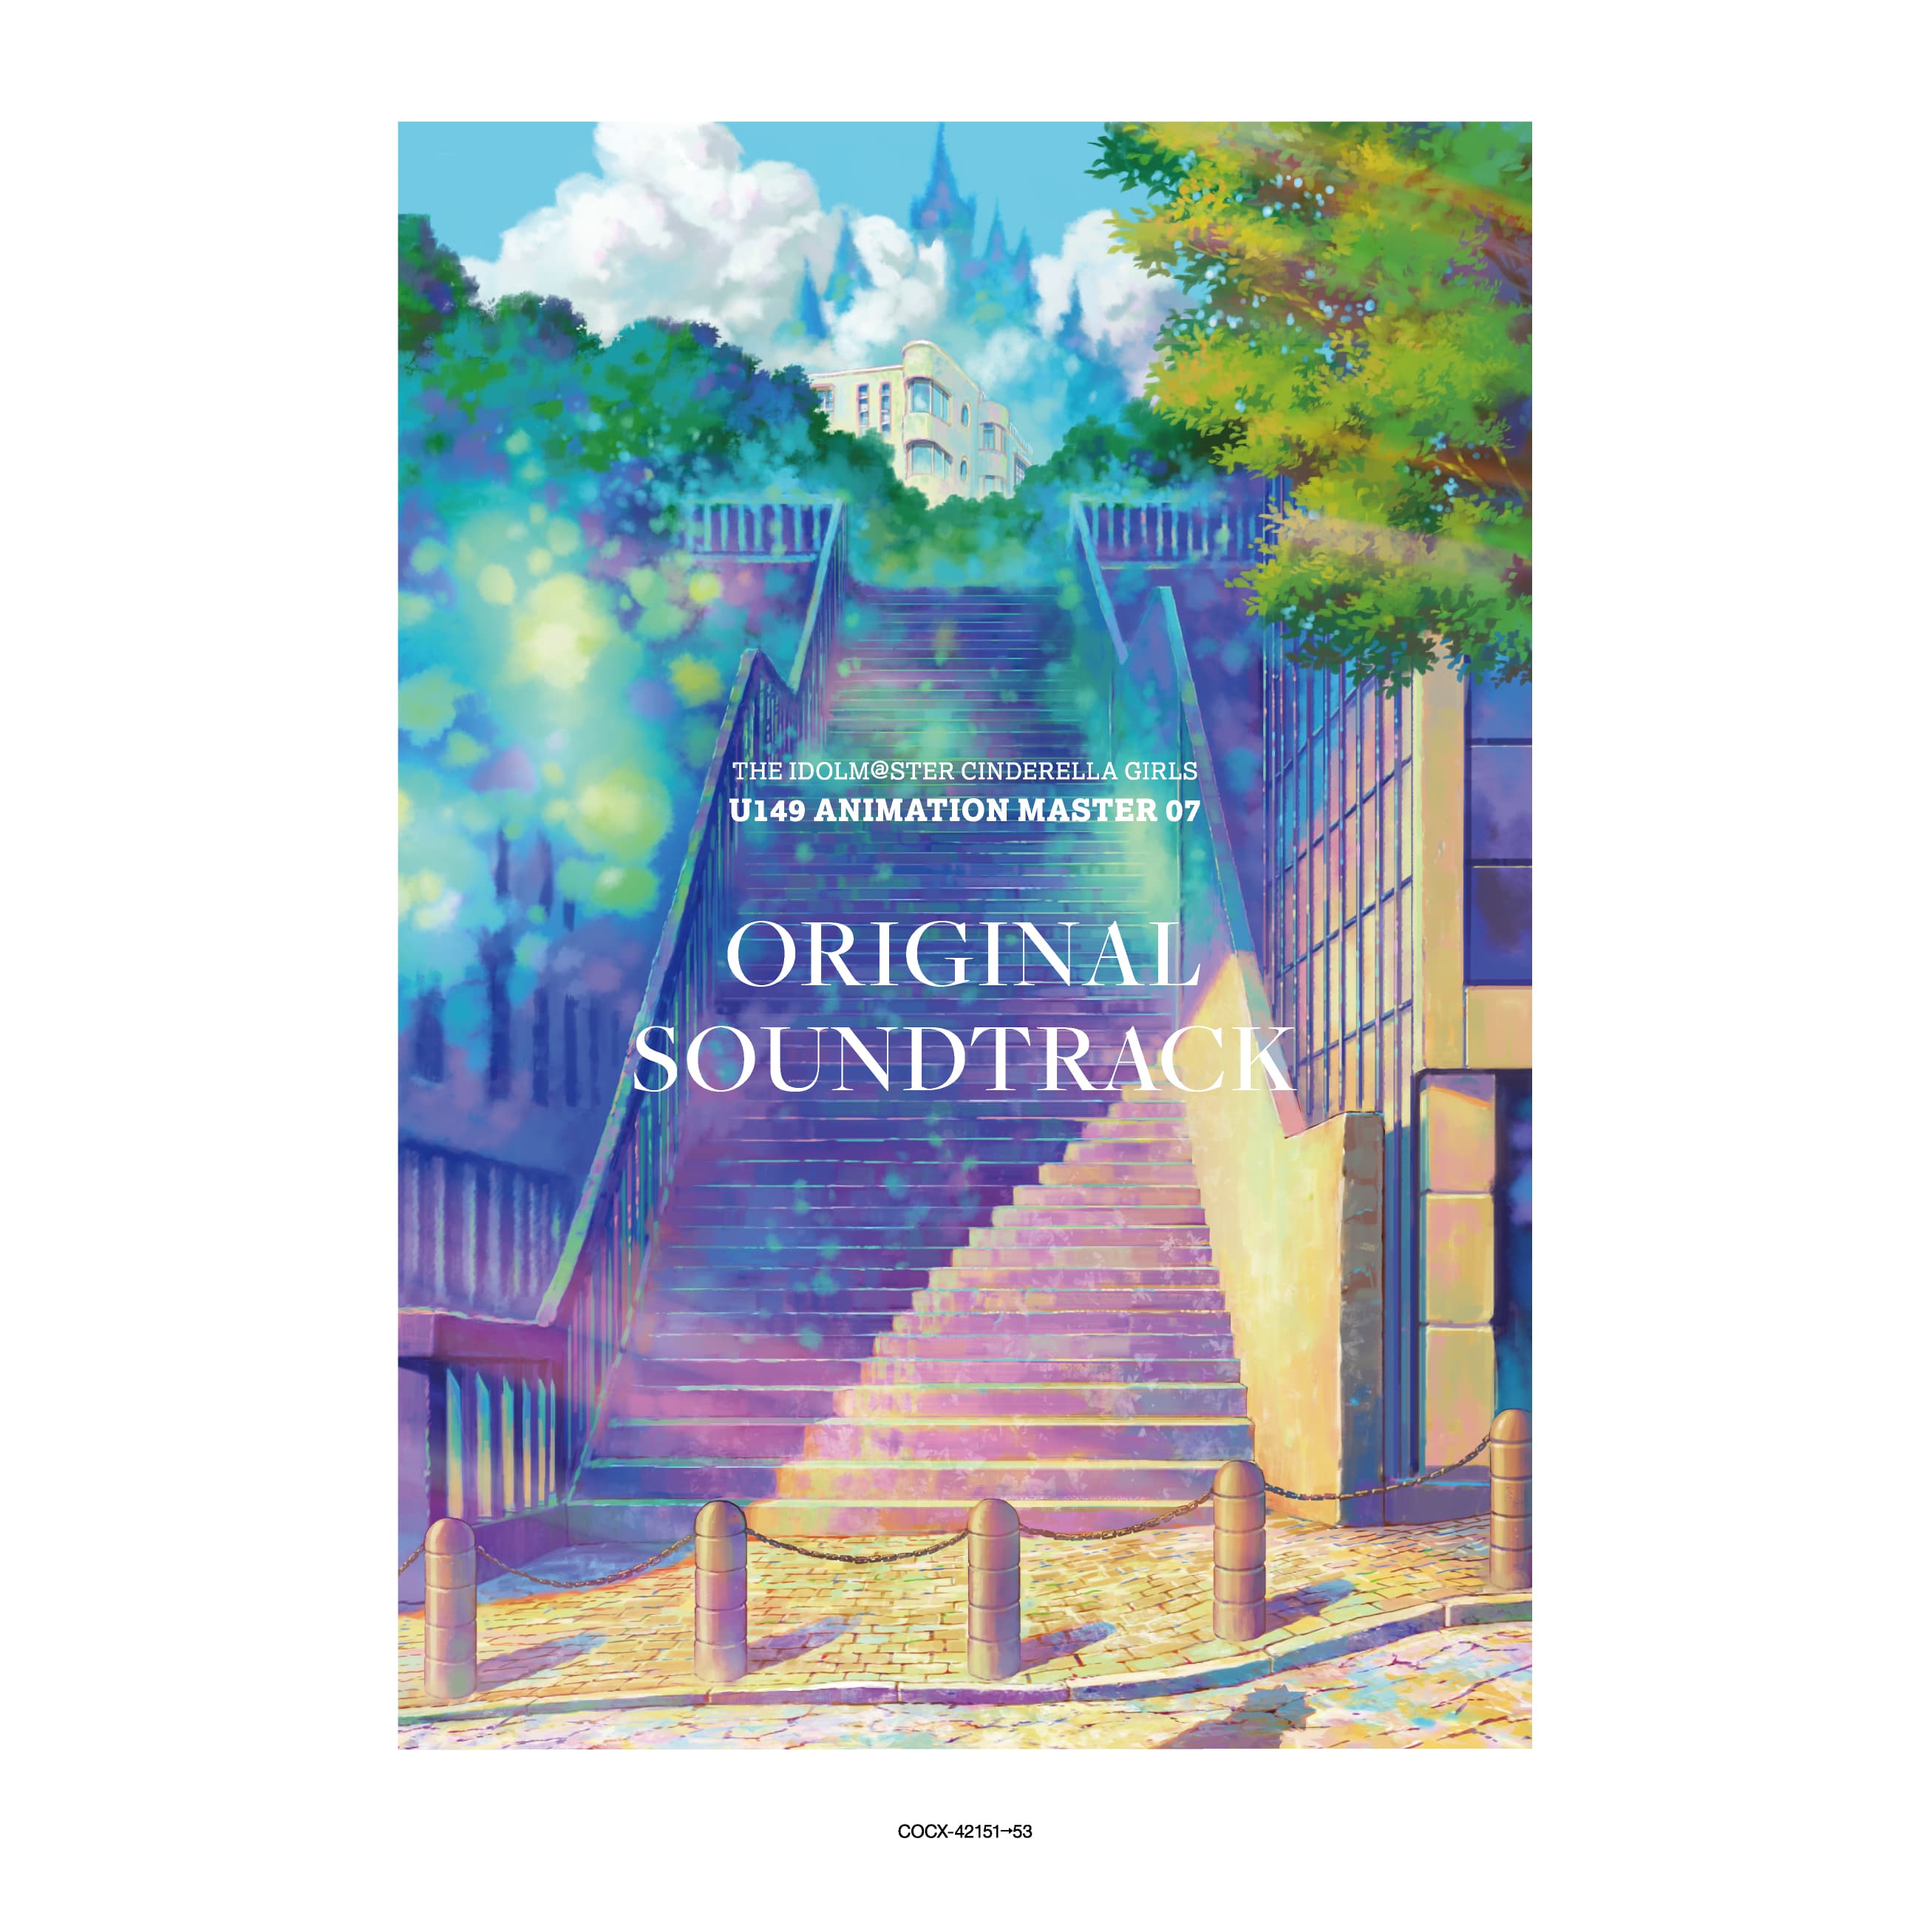 THE IDOLM@STER CINDERELLA GIRLS
U149 ANIMATION MASTER 07
ORIGINAL
SOUNDTRACK
COCX-42151→53